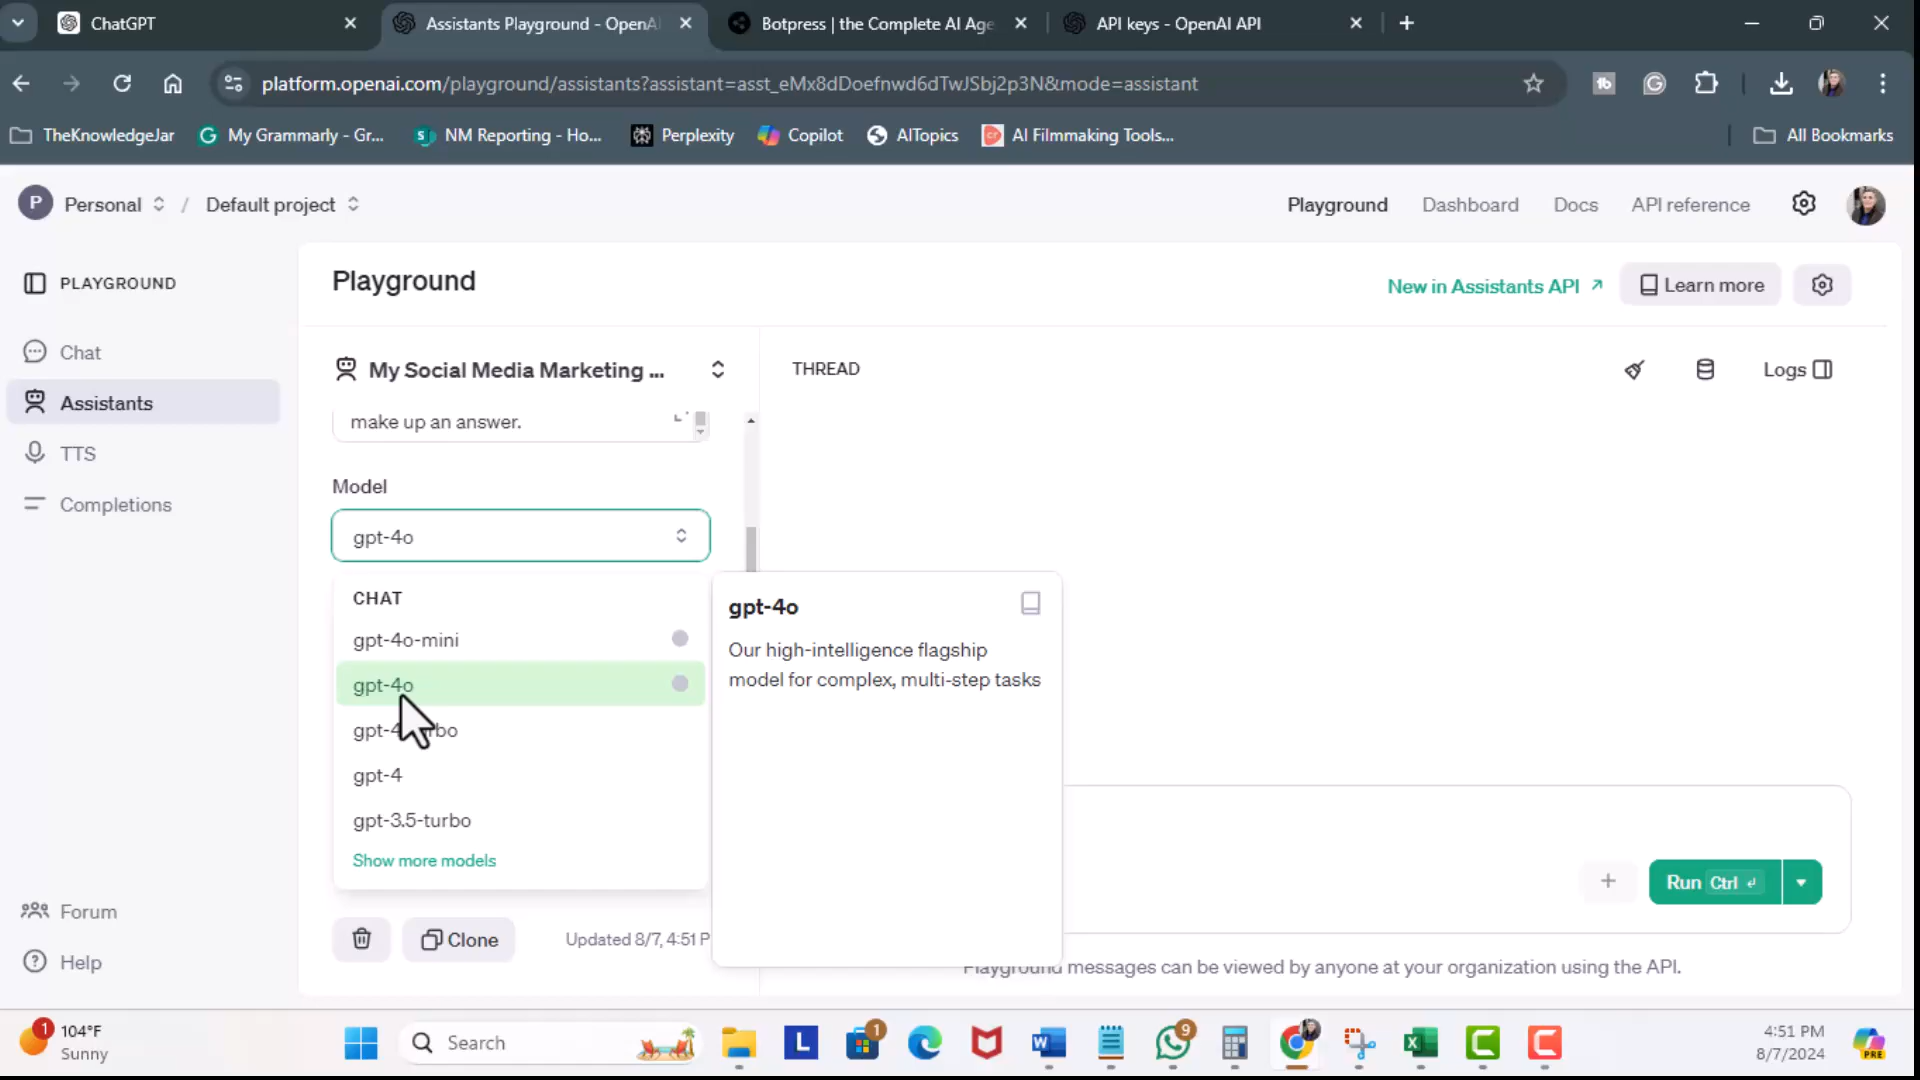 ChatGPT
Assistants Playground - OpenAI
Botpress | the Complete AI Age
API keys - OpenAI API
platform.openai.com/playground/assistants?assistant=asst_eMx8dDoefnwd6dTwJSbj2p3N&mode=assistant
TheKnowledgeJar
My Grammarly - Gr...
NM Reporting - Ho...
Perplexity
Copilot
AITopics
AI Filmmaking Tools...
All Bookmarks
P
Personal / Default project
Playground
Dashboard
Docs
API reference
PLAYGROUND
Chat
Assistants
TTS
Completions
Forum
Help
Playground
New in Assistants API
Learn more
My Social Media Marketing ...
make up an answer.
Model
gpt-4o
CHAT
gpt-4o-mini
gpt-4o
gpt-4
gpt-3.5-turbo
Show more models
gpt-4o
Our high-intelligence flagship
model for complex, multi-step tasks
Clone
Updated 8/7, 4:51 P
THREAD
Logs
Run Ctrl
Playground messages can be viewed by anyone at your organization using the API.
1
104°F
Sunny
Search
L
1
9
4:51 PM
8/7/2024
PRE